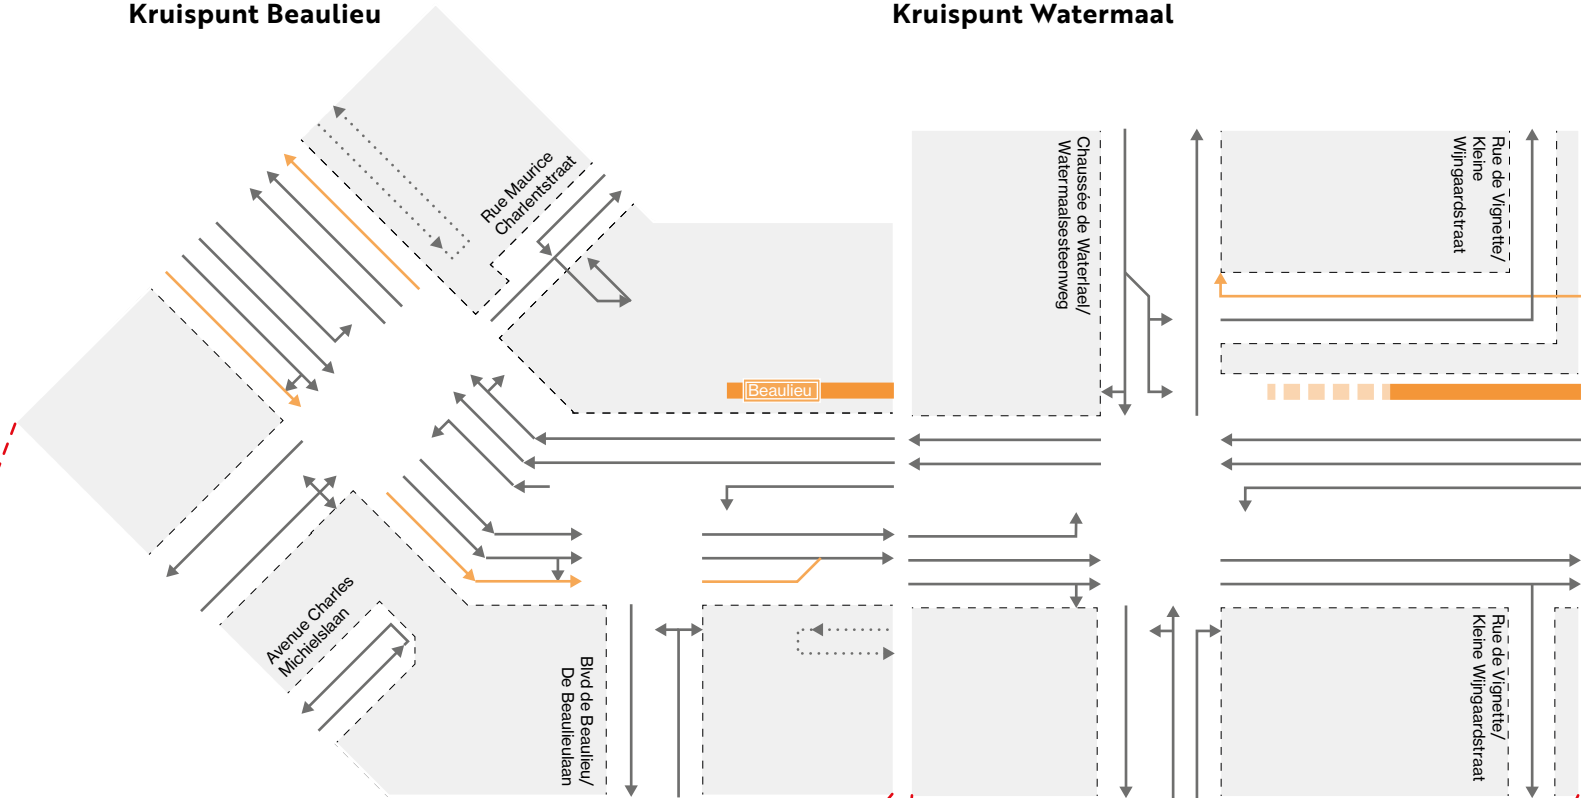 Kruispunt Beaulieu
Kruispunt Watermaal
Rue Maurice
Charlentstraat
Beaulieu
Avenue Charles
Michielslaan
Blvd de Beaulieu/
De Beaulieulaan
Chaussée de Waterlael/
Watermaalsesteenweg
Rue de Vignette/
Kleine
Wijngaardstraat
Rue de Vignette/
Kleine Wijngaardstraat